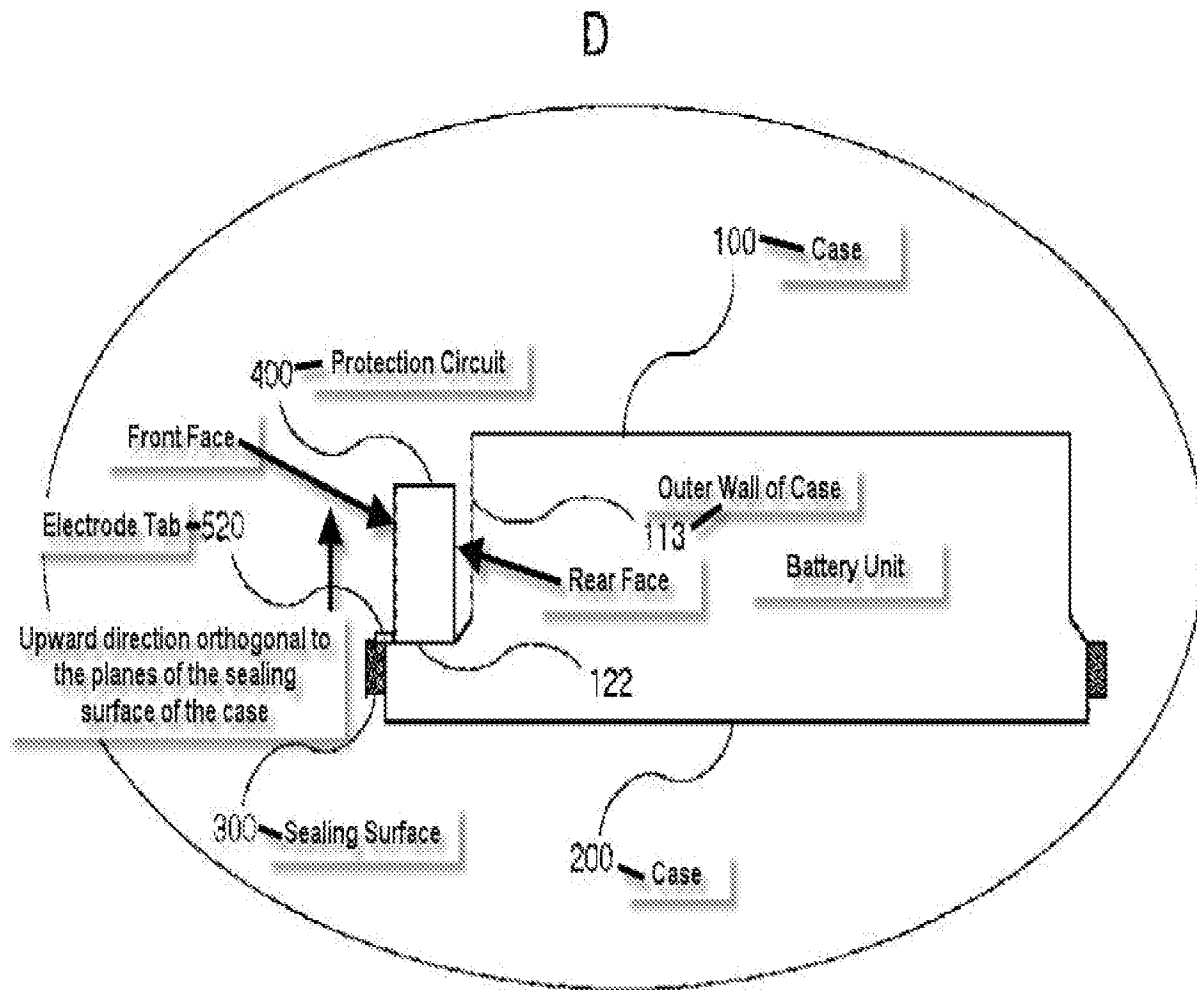 D
100 Case
400 Protection Circuit
Front Face
Outer Wall of Case
Electrode Tab 520
113
Rear Face
Battery Unit
Upward direction orthogonal to
the planes of the sealing
surface of the case
122
300 Sealing Surface
200 Case